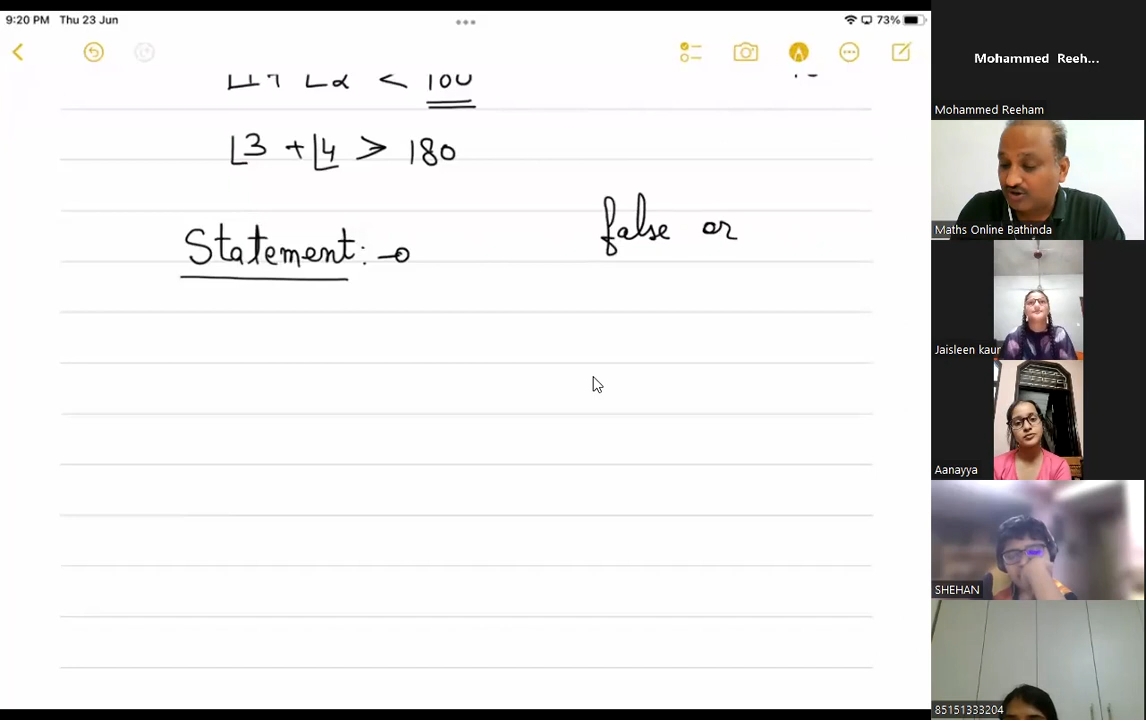 9:20 PM Thu 23 Jun
73%
< 180
∠3 + ∠4 > 180
Statement: →
false or
Mohammed Reeh...
Mohammed Reeham
Maths Online Bathinda
Jaisleen kaur
Aanayya
SHEHAN
85151333204